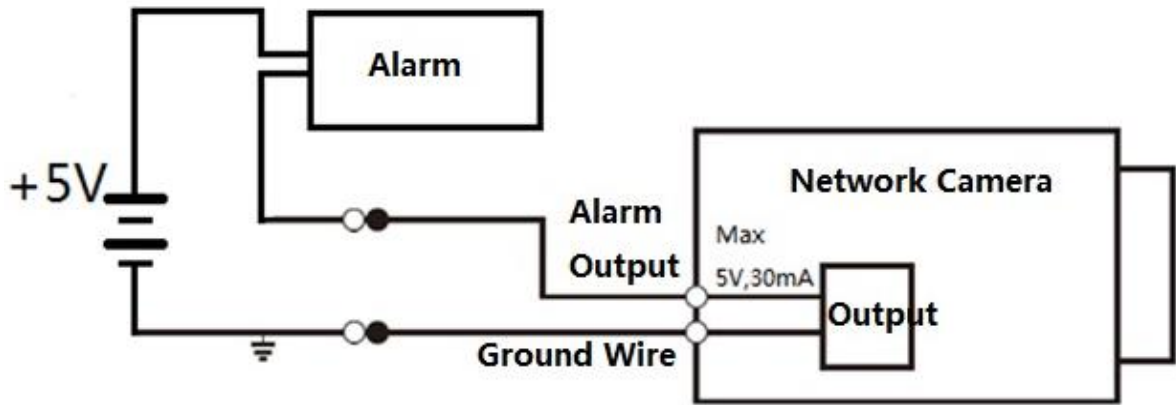 Alarm
+5V
Network Camera
Alarm
Output
Max
5V,30mA
Output
Ground Wire